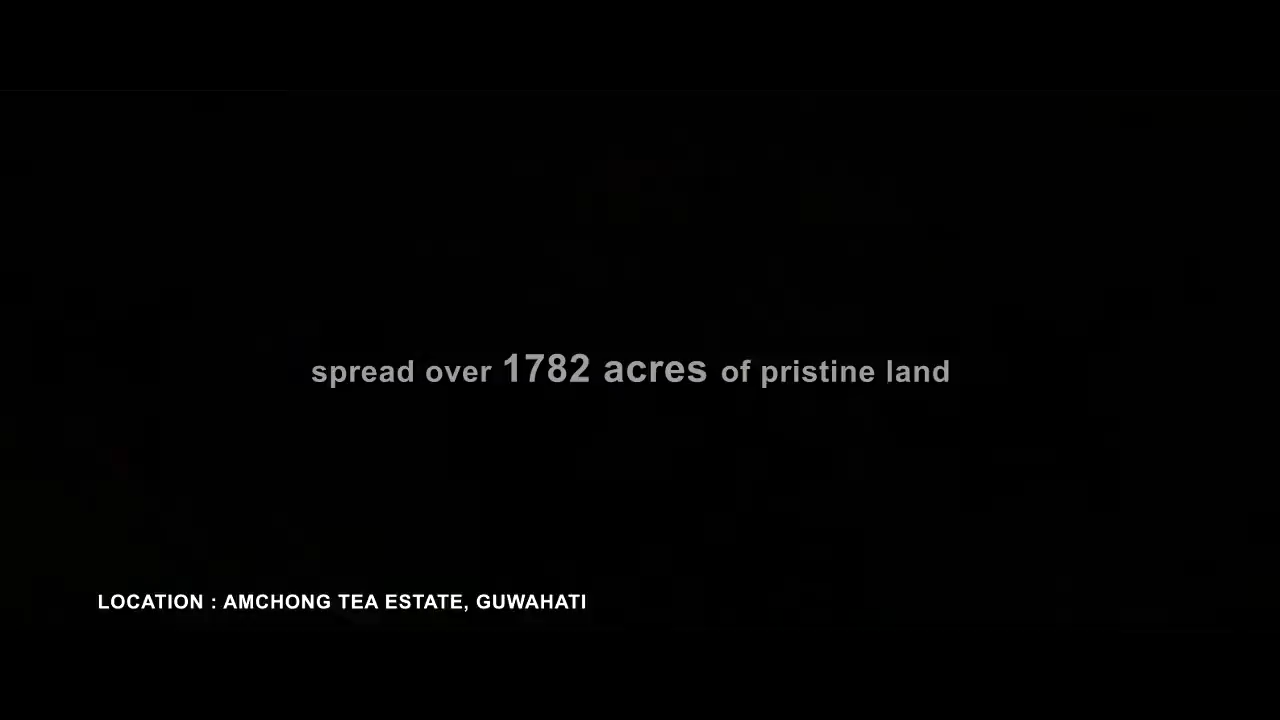 spread over 1782 acres of pristine land
LOCATION : AMCHONG TEA ESTATE, GUWAHATI